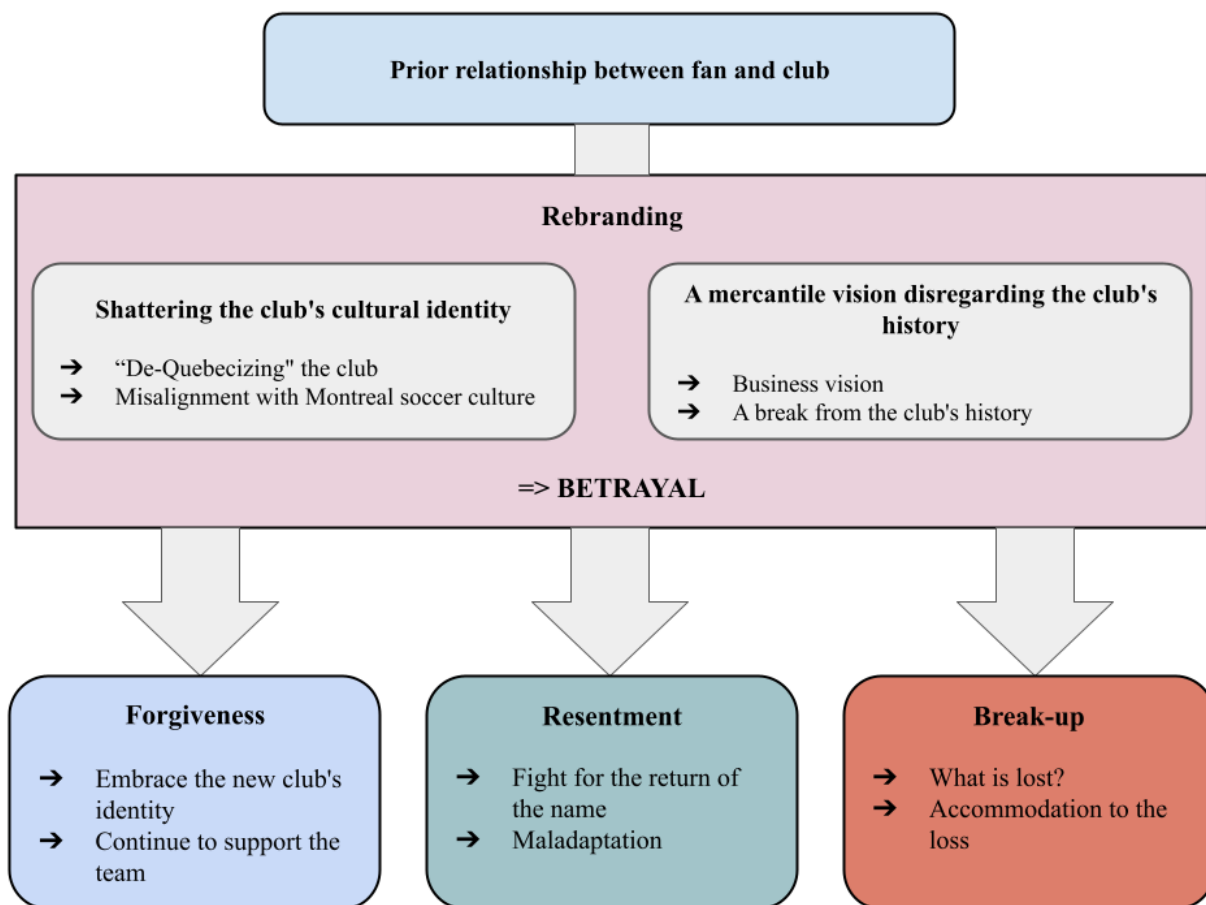 Prior relationship between fan and club
Rebranding
Shattering the club's cultural identity
➔ “De-Quebecizing" the club
➔ Misalignment with Montreal soccer culture
A mercantile vision disregarding the club's
history
➔ Business vision
➔ A break from the club's history
=> BETRAYAL
Forgiveness
➔ Embrace the new club's
identity
➔ Continue to support the
team
Resentment
➔ Fight for the return of
the name
➔ Maladaptation
Break-up
➔ What is lost?
➔ Accommodation to the
loss